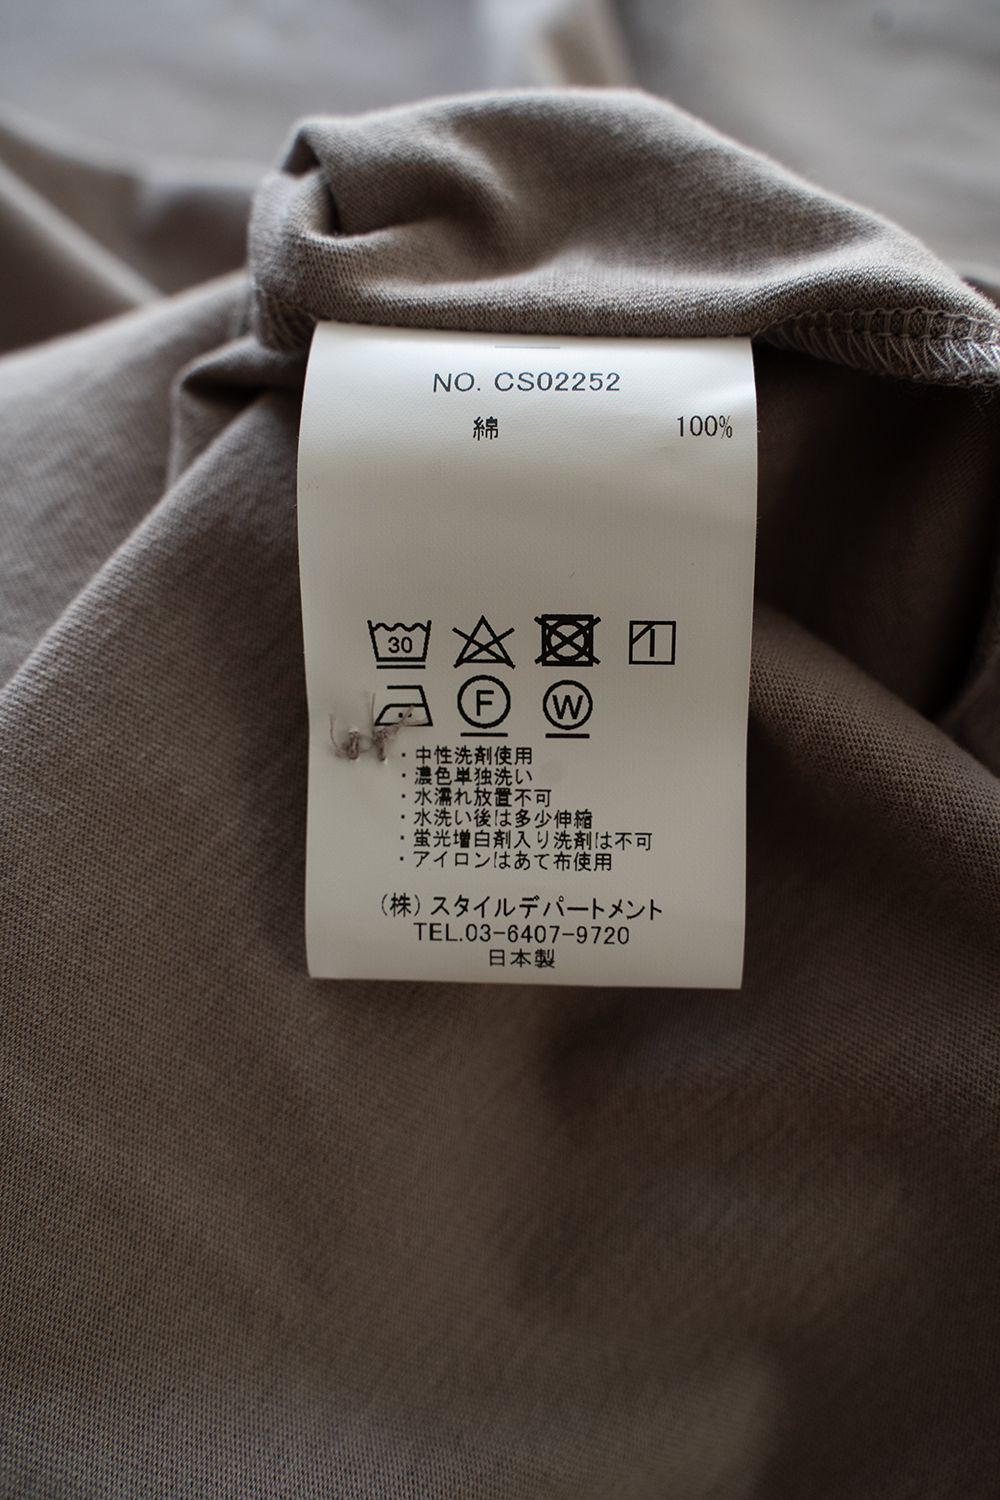 NO. CS02252
綿 100%
30
F W
・中性洗剤使用
・濃色単独洗い
・水濡れ放置不可
・水洗い後は多少伸縮
・蛍光増白剤入り洗剤は不可
・アイロンはあて布使用
(株)スタイルデパートメント
TEL.03-6407-9720
日本製